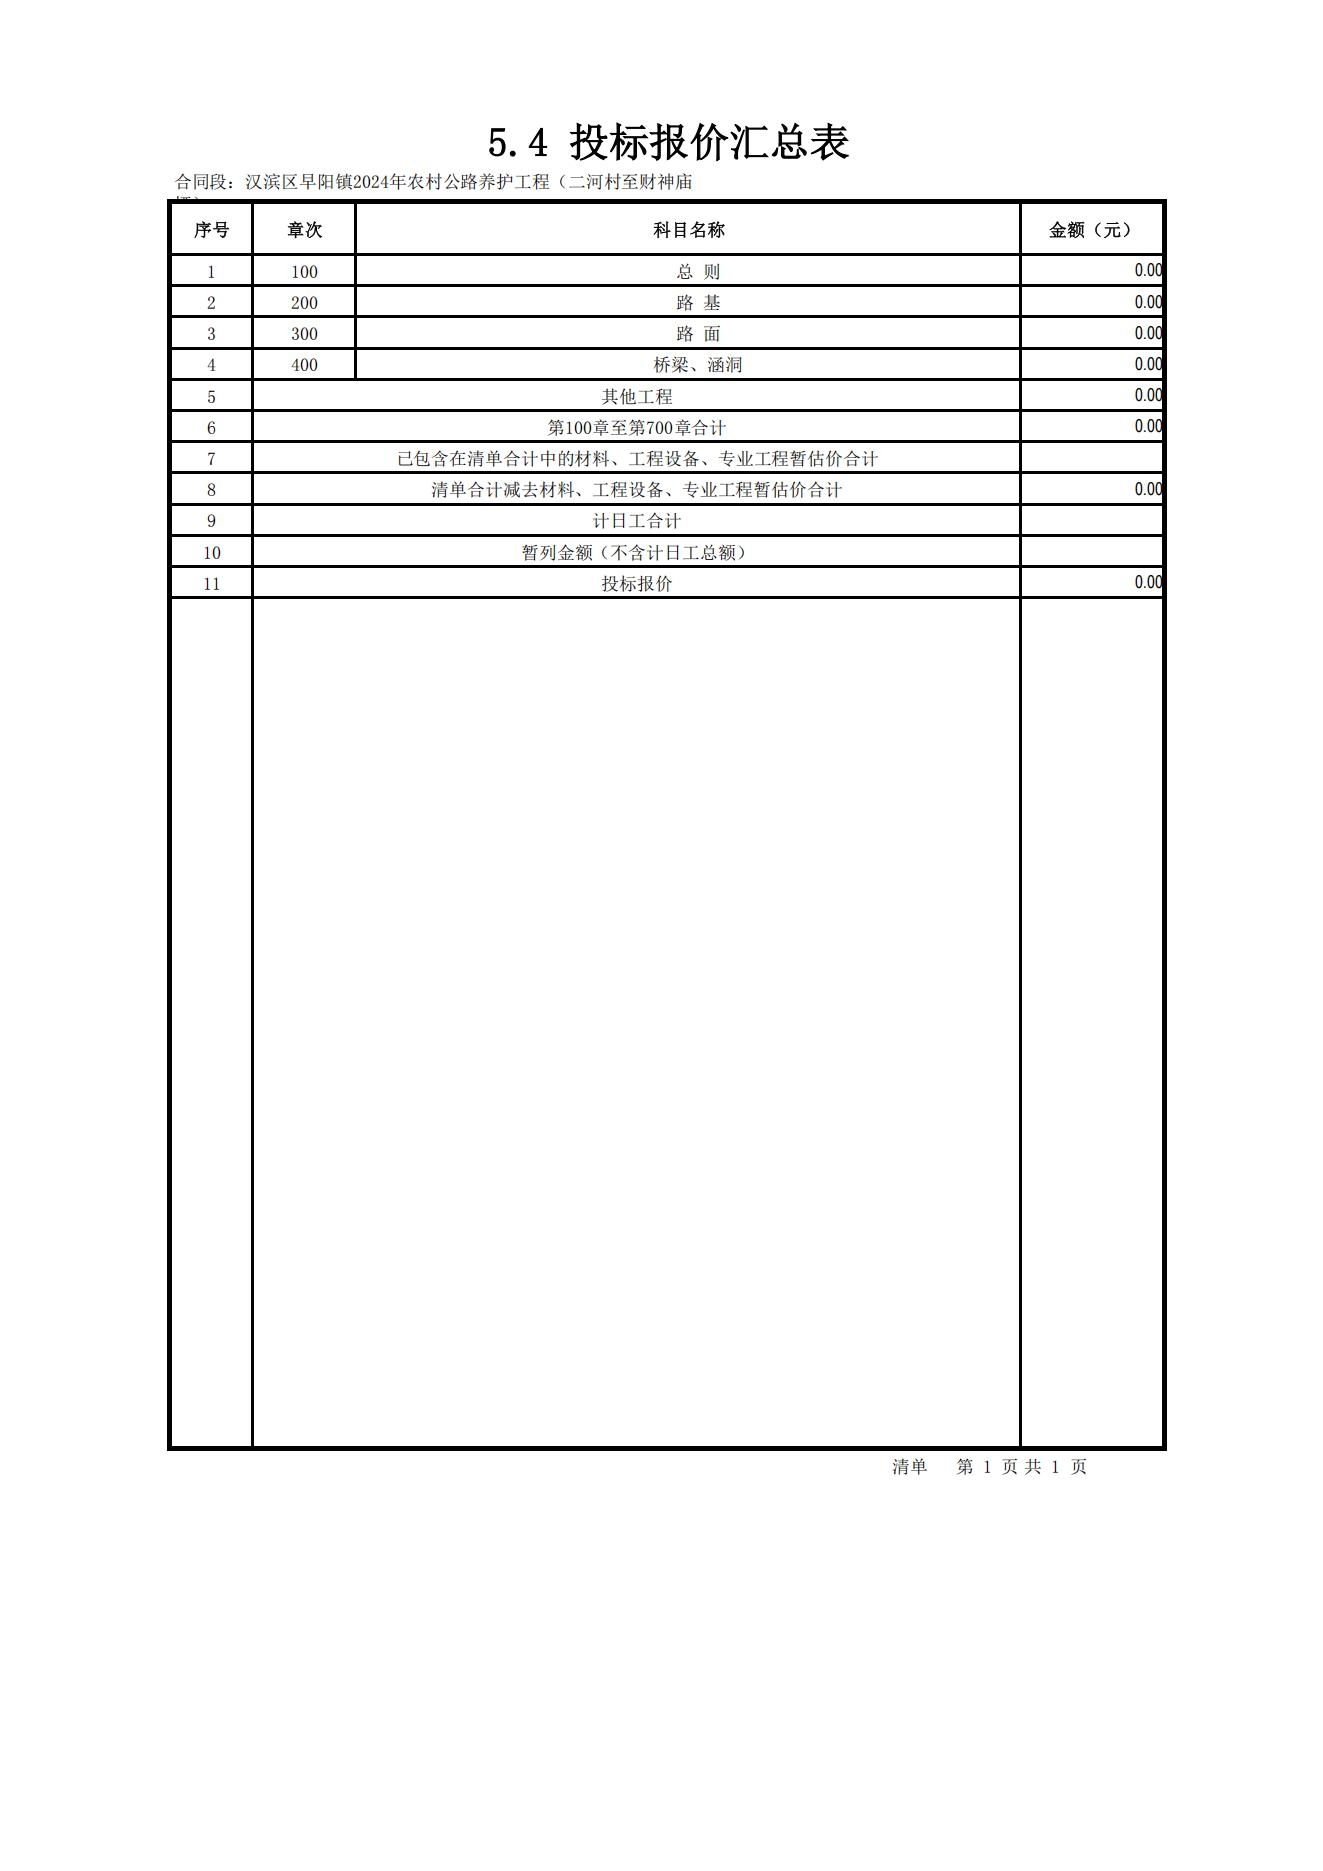 5.4 投标报价汇总表
合同段：汉滨区早阳镇2024年农村公路养护工程（二河村至财神庙
序号 章次 科目名称 金额（元）
1 100 总 则 0.00
2 200 路 基 0.00
3 300 路 面 0.00
4 400 桥梁、涵洞 0.00
5 其他工程 0.00
6 第100章至第700章合计 0.00
7 已包含在清单合计中的材料、工程设备、专业工程暂估价合计
8 清单合计减去材料、工程设备、专业工程暂估价合计 0.00
9 计日工合计
10 暂列金额（不含计日工总额）
11 投标报价 0.00
清单 第 1 页 共 1 页